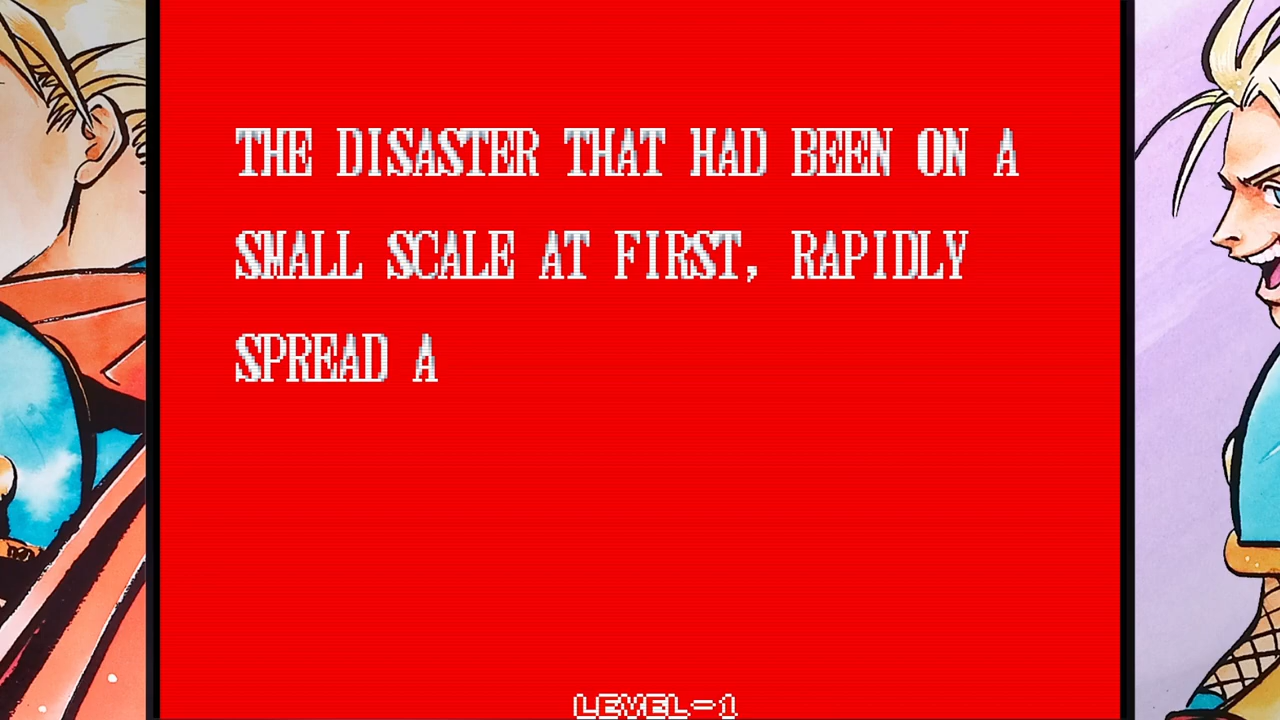 THE DISASTER THAT HAD BEEN ON A
SMALL SCALE AT FIRST, RAPIDLY
SPREAD A
LEVEL-1